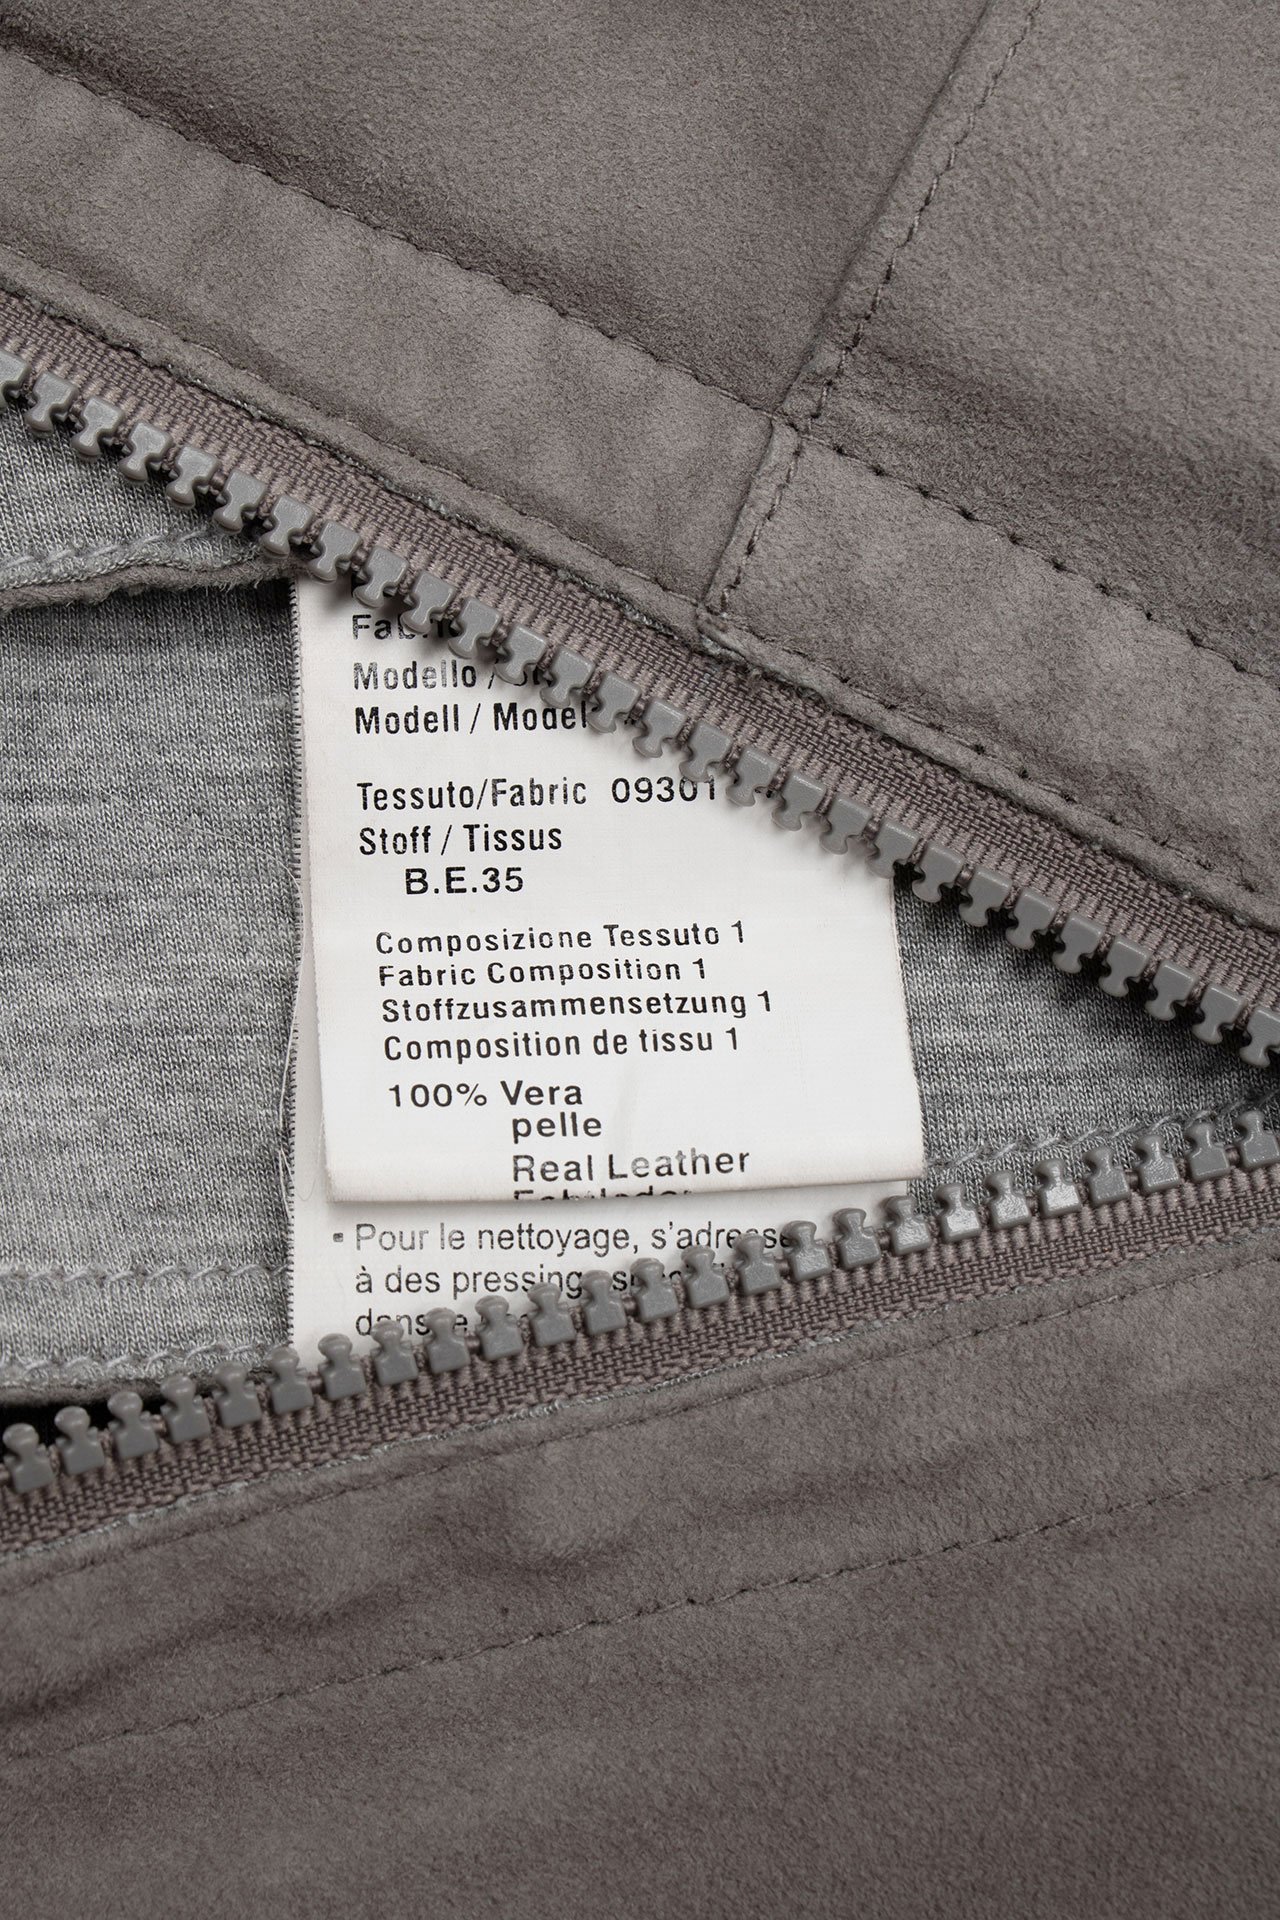 Modello /
Modell / Model
Tessuto/Fabric 09301
Stoff / Tissus
B.E.35
Composizione Tessuto 1
Fabric Composition 1
Stoffzusammensetzung 1
Composition de tissu 1
100% Vera
pelle
Real Leather
- Pour le nettoyage, s'adresse
à des pressing